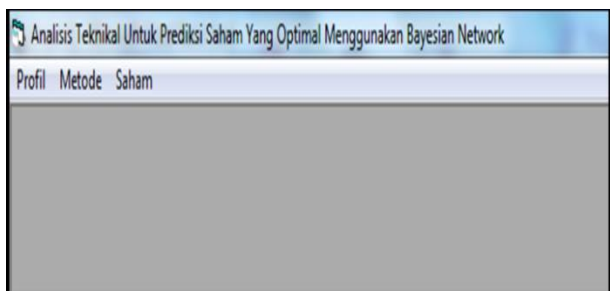 Analisis Teknikal Untuk Prediksi Saham Yang Optimal Menggunakan Bayesian Network
Profil Metode Saham